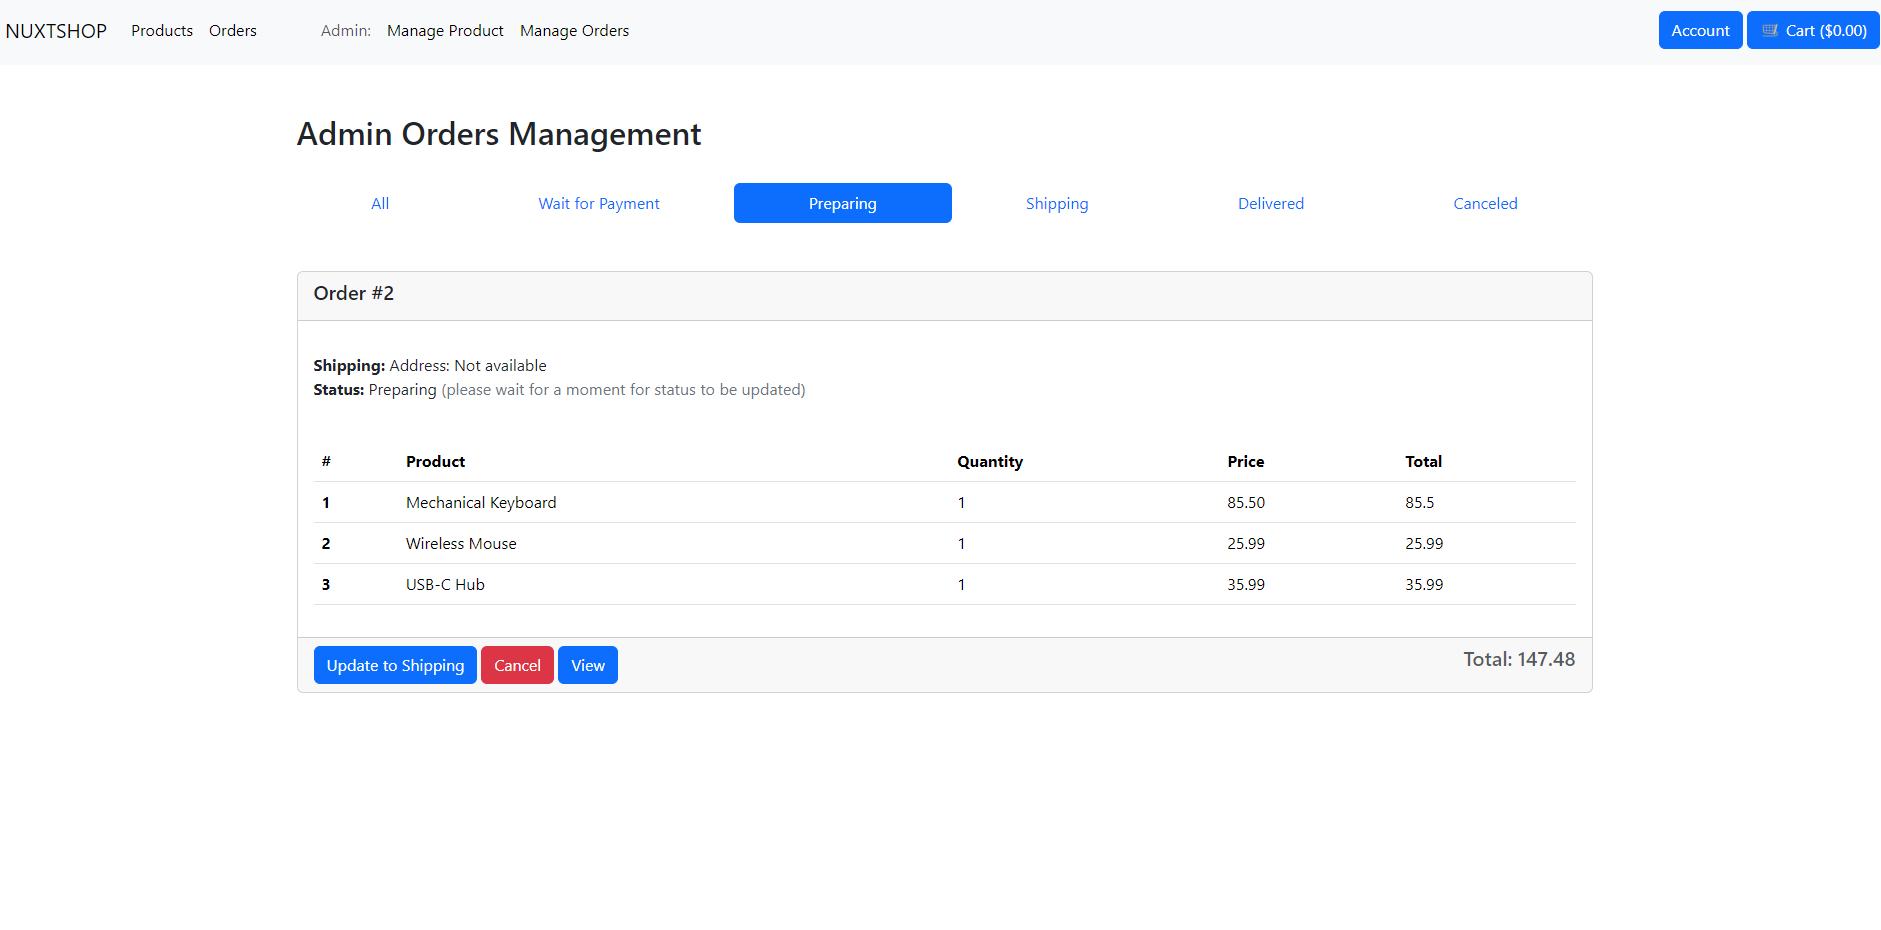 NUXTSHOP Products Orders Admin: Manage Product Manage Orders Account Cart ($0.00)
Admin Orders Management
All Wait for Payment Preparing Shipping Delivered Canceled
Order #2
Shipping: Address: Not available
Status: Preparing (please wait for a moment for status to be updated)
# Product Quantity Price Total
1 Mechanical Keyboard 1 85.50 85.5
2 Wireless Mouse 1 25.99 25.99
3 USB-C Hub 1 35.99 35.99
Update to Shipping Cancel View Total: 147.48